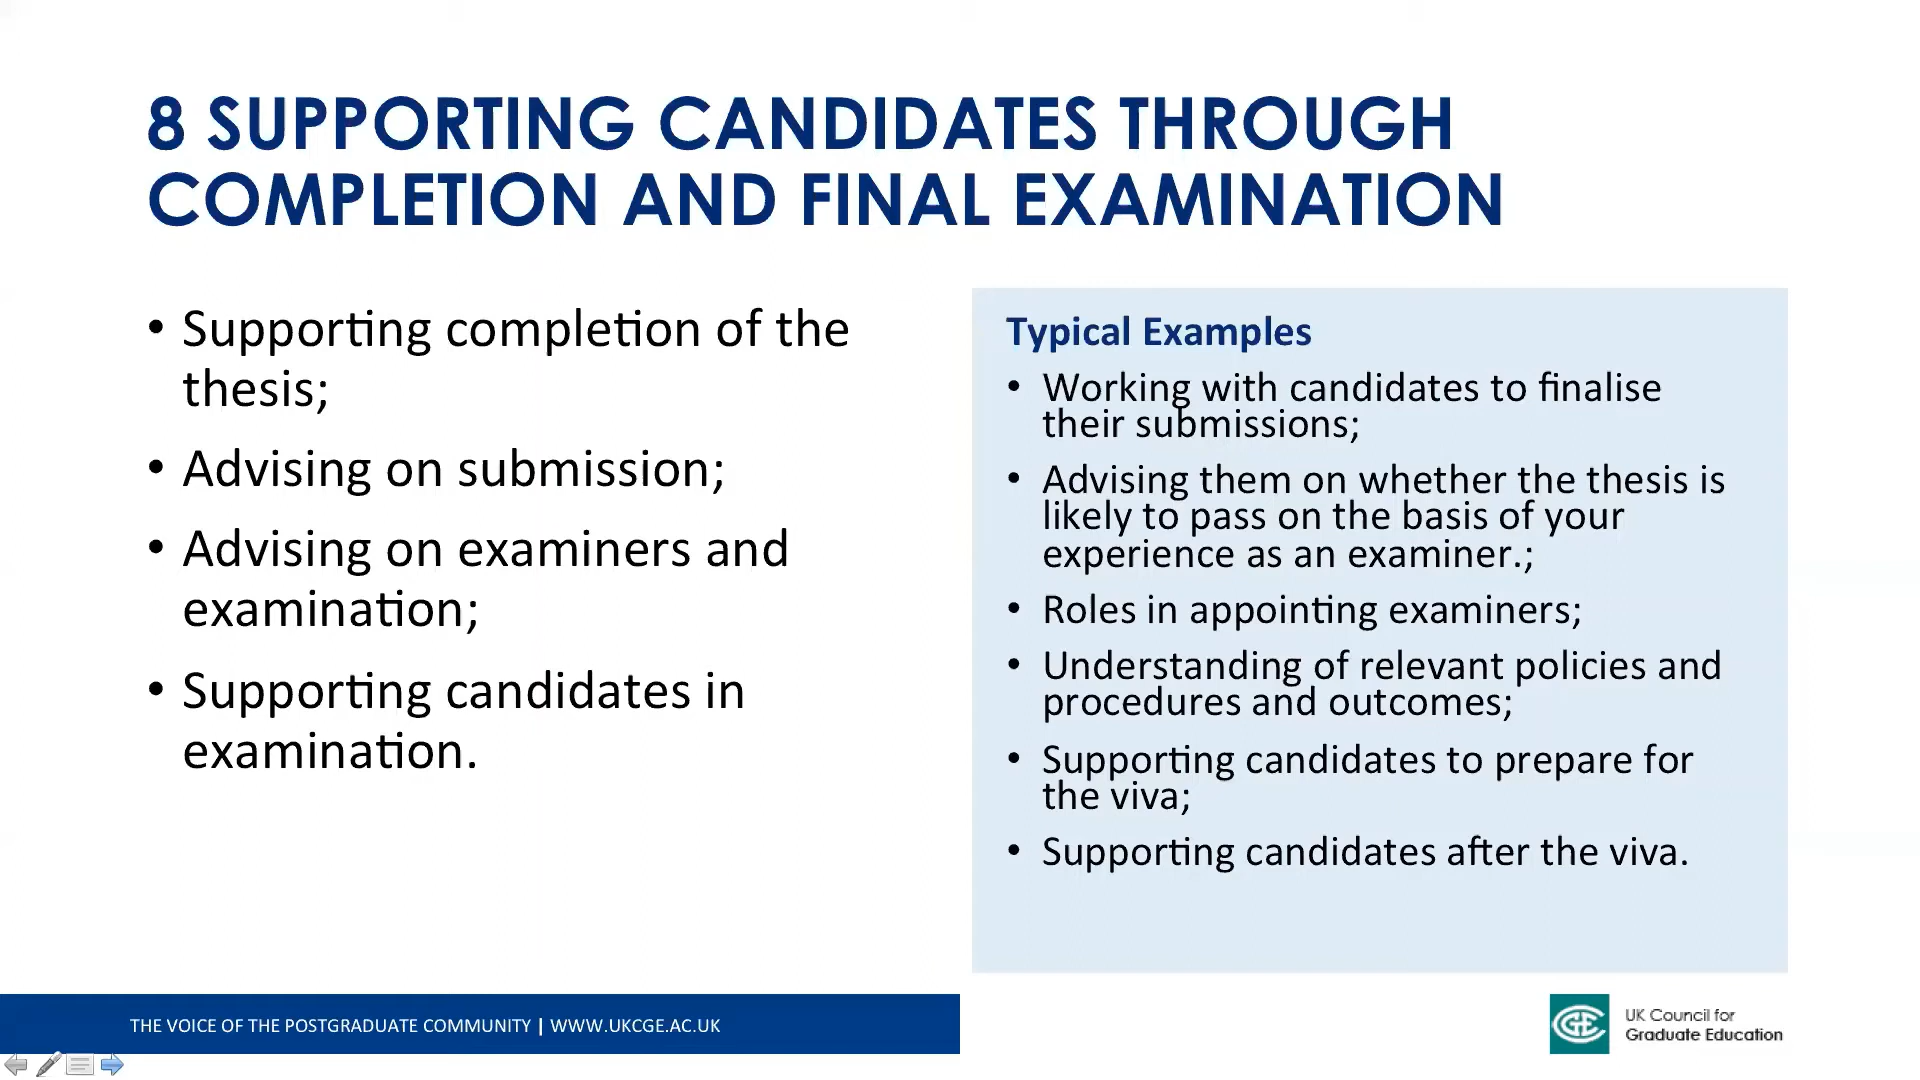 8 SUPPORTING CANDIDATES THROUGH
COMPLETION AND FINAL EXAMINATION
• Supporting completion of the
thesis;
• Advising on submission;
• Advising on examiners and
examination;
• Supporting candidates in
examination.
Typical Examples
• Working with candidates to finalise
their submissions;
• Advising them on whether the thesis is
likely to pass on the basis of your
experience as an examiner.;
• Roles in appointing examiners;
• Understanding of relevant policies and
procedures and outcomes;
• Supporting candidates to prepare for
the viva;
• Supporting candidates after the viva.
THE VOICE OF THE POSTGRADUATE COMMUNITY | WWW.UKCGE.AC.UK
CGE
UK Council for
Graduate Education